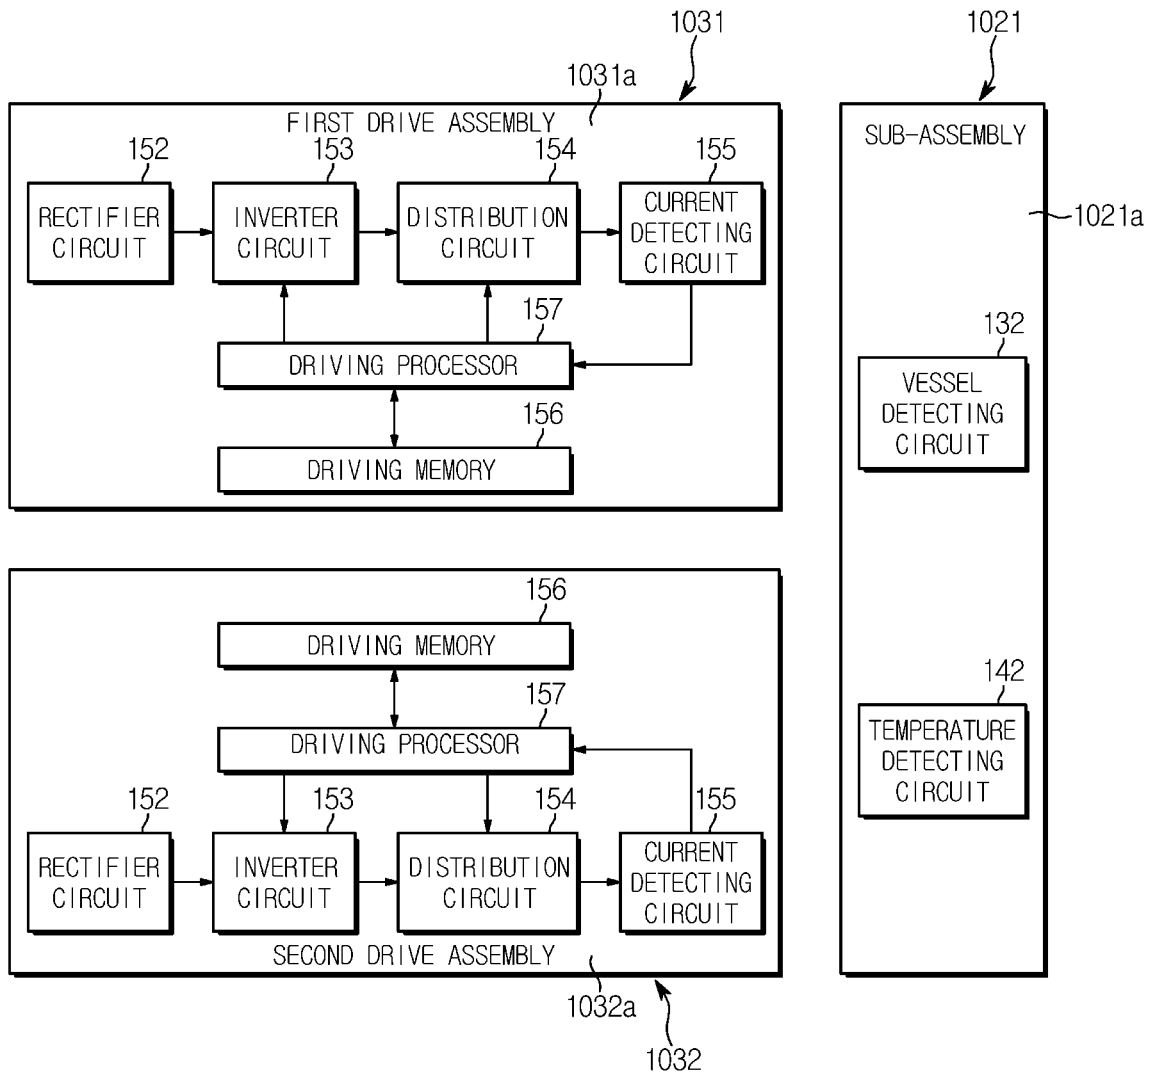 1031
1021
1031a
FIRST DRIVE ASSEMBLY
SUB-ASSEMBLY
152
153
154
155
RECTIFIER
CIRCUIT
INVERTER
CIRCUIT
DISTRIBUTION
CIRCUIT
CURRENT
DETECTING
CIRCUIT
1021a
157
DRIVING PROCESSOR
132
VESSEL
DETECTING
CIRCUIT
156
DRIVING MEMORY
156
DRIVING MEMORY
157
DRIVING PROCESSOR
142
TEMPERATURE
DETECTING
CIRCUIT
152
153
154
155
RECTIFIER
CIRCUIT
INVERTER
CIRCUIT
DISTRIBUTION
CIRCUIT
CURRENT
DETECTING
CIRCUIT
SECOND DRIVE ASSEMBLY
1032a
1032